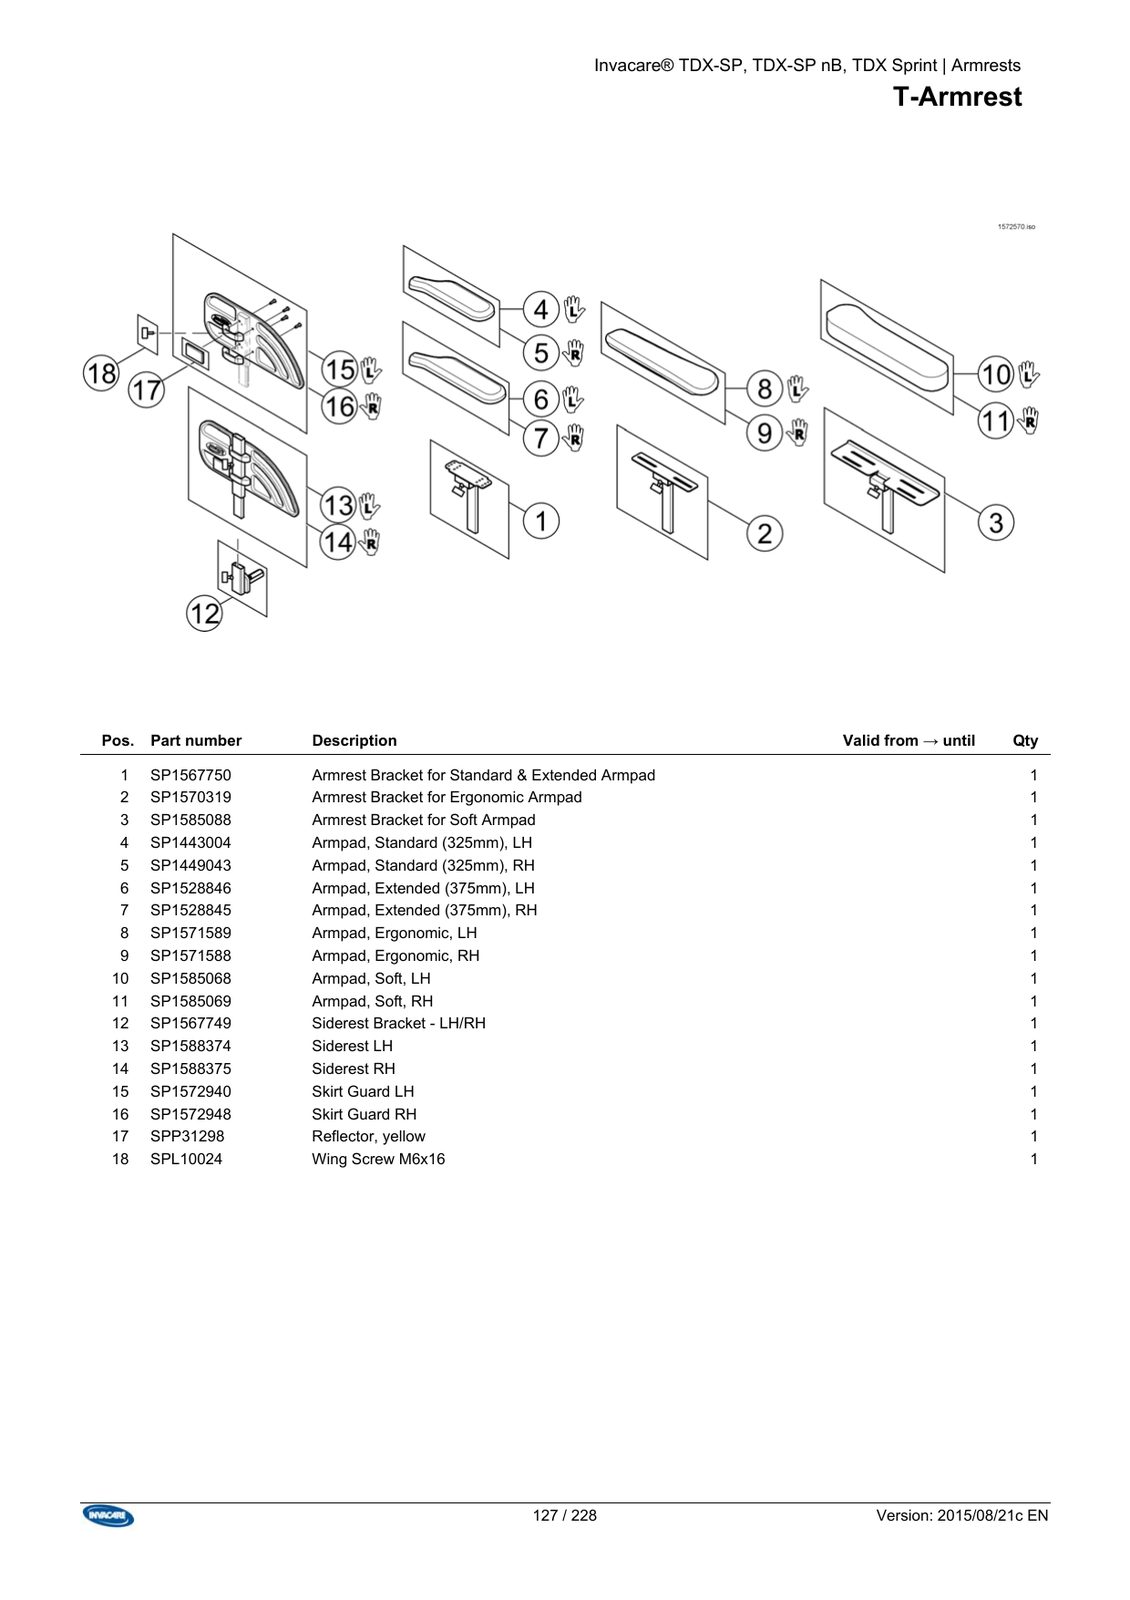 Invacare® TDX-SP, TDX-SP nB, TDX Sprint | Armrests
T-Armrest
1572570.iso
4 L
5 R
6 L
7 R
8 L
9 R
10 L
11 R
18
17
15 L
16 R
13 L
14 R
12
1
2
3
Pos. Part number Description Valid from → until Qty
1 SP1567750 Armrest Bracket for Standard & Extended Armpad 1
2 SP1570319 Armrest Bracket for Ergonomic Armpad 1
3 SP1585088 Armrest Bracket for Soft Armpad 1
4 SP1443004 Armpad, Standard (325mm), LH 1
5 SP1449043 Armpad, Standard (325mm), RH 1
6 SP1528846 Armpad, Extended (375mm), LH 1
7 SP1528845 Armpad, Extended (375mm), RH 1
8 SP1571589 Armpad, Ergonomic, LH 1
9 SP1571588 Armpad, Ergonomic, RH 1
10 SP1585068 Armpad, Soft, LH 1
11 SP1585069 Armpad, Soft, RH 1
12 SP1567749 Siderest Bracket - LH/RH 1
13 SP1588374 Siderest LH 1
14 SP1588375 Siderest RH 1
15 SP1572940 Skirt Guard LH 1
16 SP1572948 Skirt Guard RH 1
17 SPP31298 Reflector, yellow 1
18 SPL10024 Wing Screw M6x16 1
INVACARE 127 / 228 Version: 2015/08/21c EN